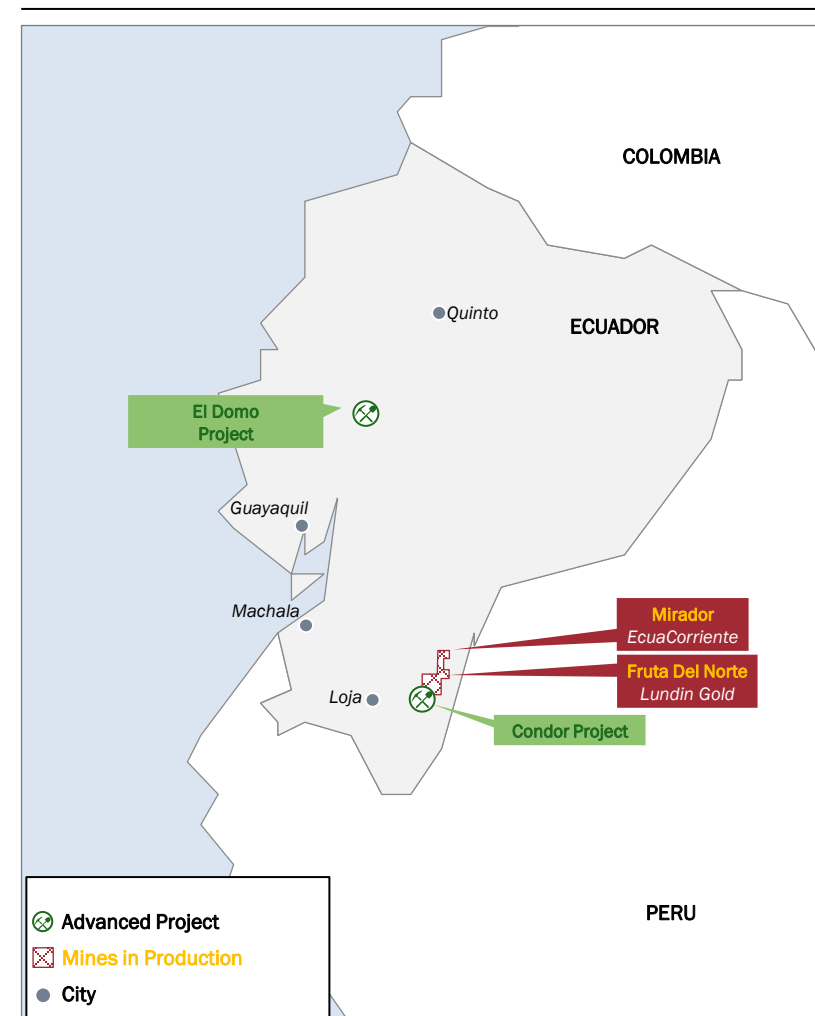 COLOMBIA
Quinto
ECUADOR
El Domo
Project
Guayaquil
Machala
Mirador
EcuaCorriente
Fruta Del Norte
Lundin Gold
Loja
Condor Project
PERU
Advanced Project
Mines in Production
City